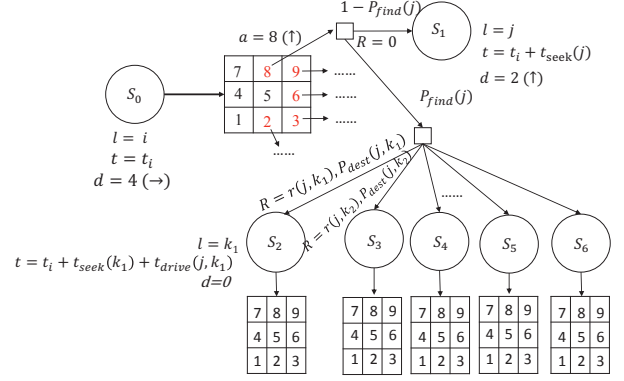 1 − P_find(j)
a = 8 (↑)
R = 0
S_1
l = j
t = t_i + t_seek(j)
d = 2 (↑)
S_0
7 8 9 ......
4 5 6 ......
1 2 3 ......
......
P_find(j)
l = i
t = t_i
d = 4 (→)
R = r(j, k_1), P_dest(j, k_1)
R = r(j, k_2), P_dest(j, k_2)
......
l = k_1
t = t_i + t_seek(k_1) + t_drive(j, k_1)
d=0
S_2 S_3 S_4 S_5 S_6
7 8 9 7 8 9 7 8 9 7 8 9 7 8 9
4 5 6 4 5 6 4 5 6 4 5 6 4 5 6
1 2 3 1 2 3 1 2 3 1 2 3 1 2 3